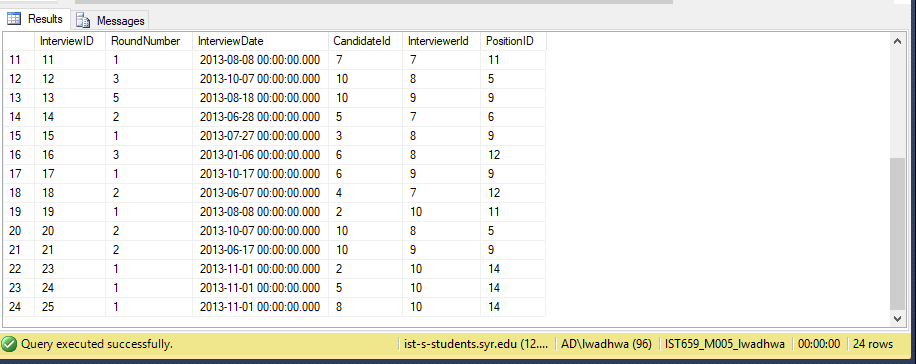 Results Messages
InterviewID RoundNumber InterviewDate CandidateId InterviewerId PositionID
11 11 1 2013-08-08 00:00:00.000 7 7 11
12 12 3 2013-10-07 00:00:00.000 10 8 5
13 13 5 2013-08-18 00:00:00.000 10 9 9
14 14 2 2013-06-28 00:00:00.000 5 7 6
15 15 1 2013-07-27 00:00:00.000 3 8 9
16 16 3 2013-01-06 00:00:00.000 6 8 12
17 17 1 2013-10-17 00:00:00.000 6 9 9
18 18 2 2013-06-07 00:00:00.000 4 7 12
19 19 1 2013-08-08 00:00:00.000 2 10 11
20 20 2 2013-10-07 00:00:00.000 10 8 5
21 21 2 2013-06-17 00:00:00.000 10 9 9
22 23 1 2013-11-01 00:00:00.000 2 10 14
23 24 1 2013-11-01 00:00:00.000 5 10 14
24 25 1 2013-11-01 00:00:00.000 8 10 14
Query executed successfully. ist-s-students.syr.edu (12.... AD\lwadhwa (96) IST659_M005_lwadhwa 00:00:00 24 rows